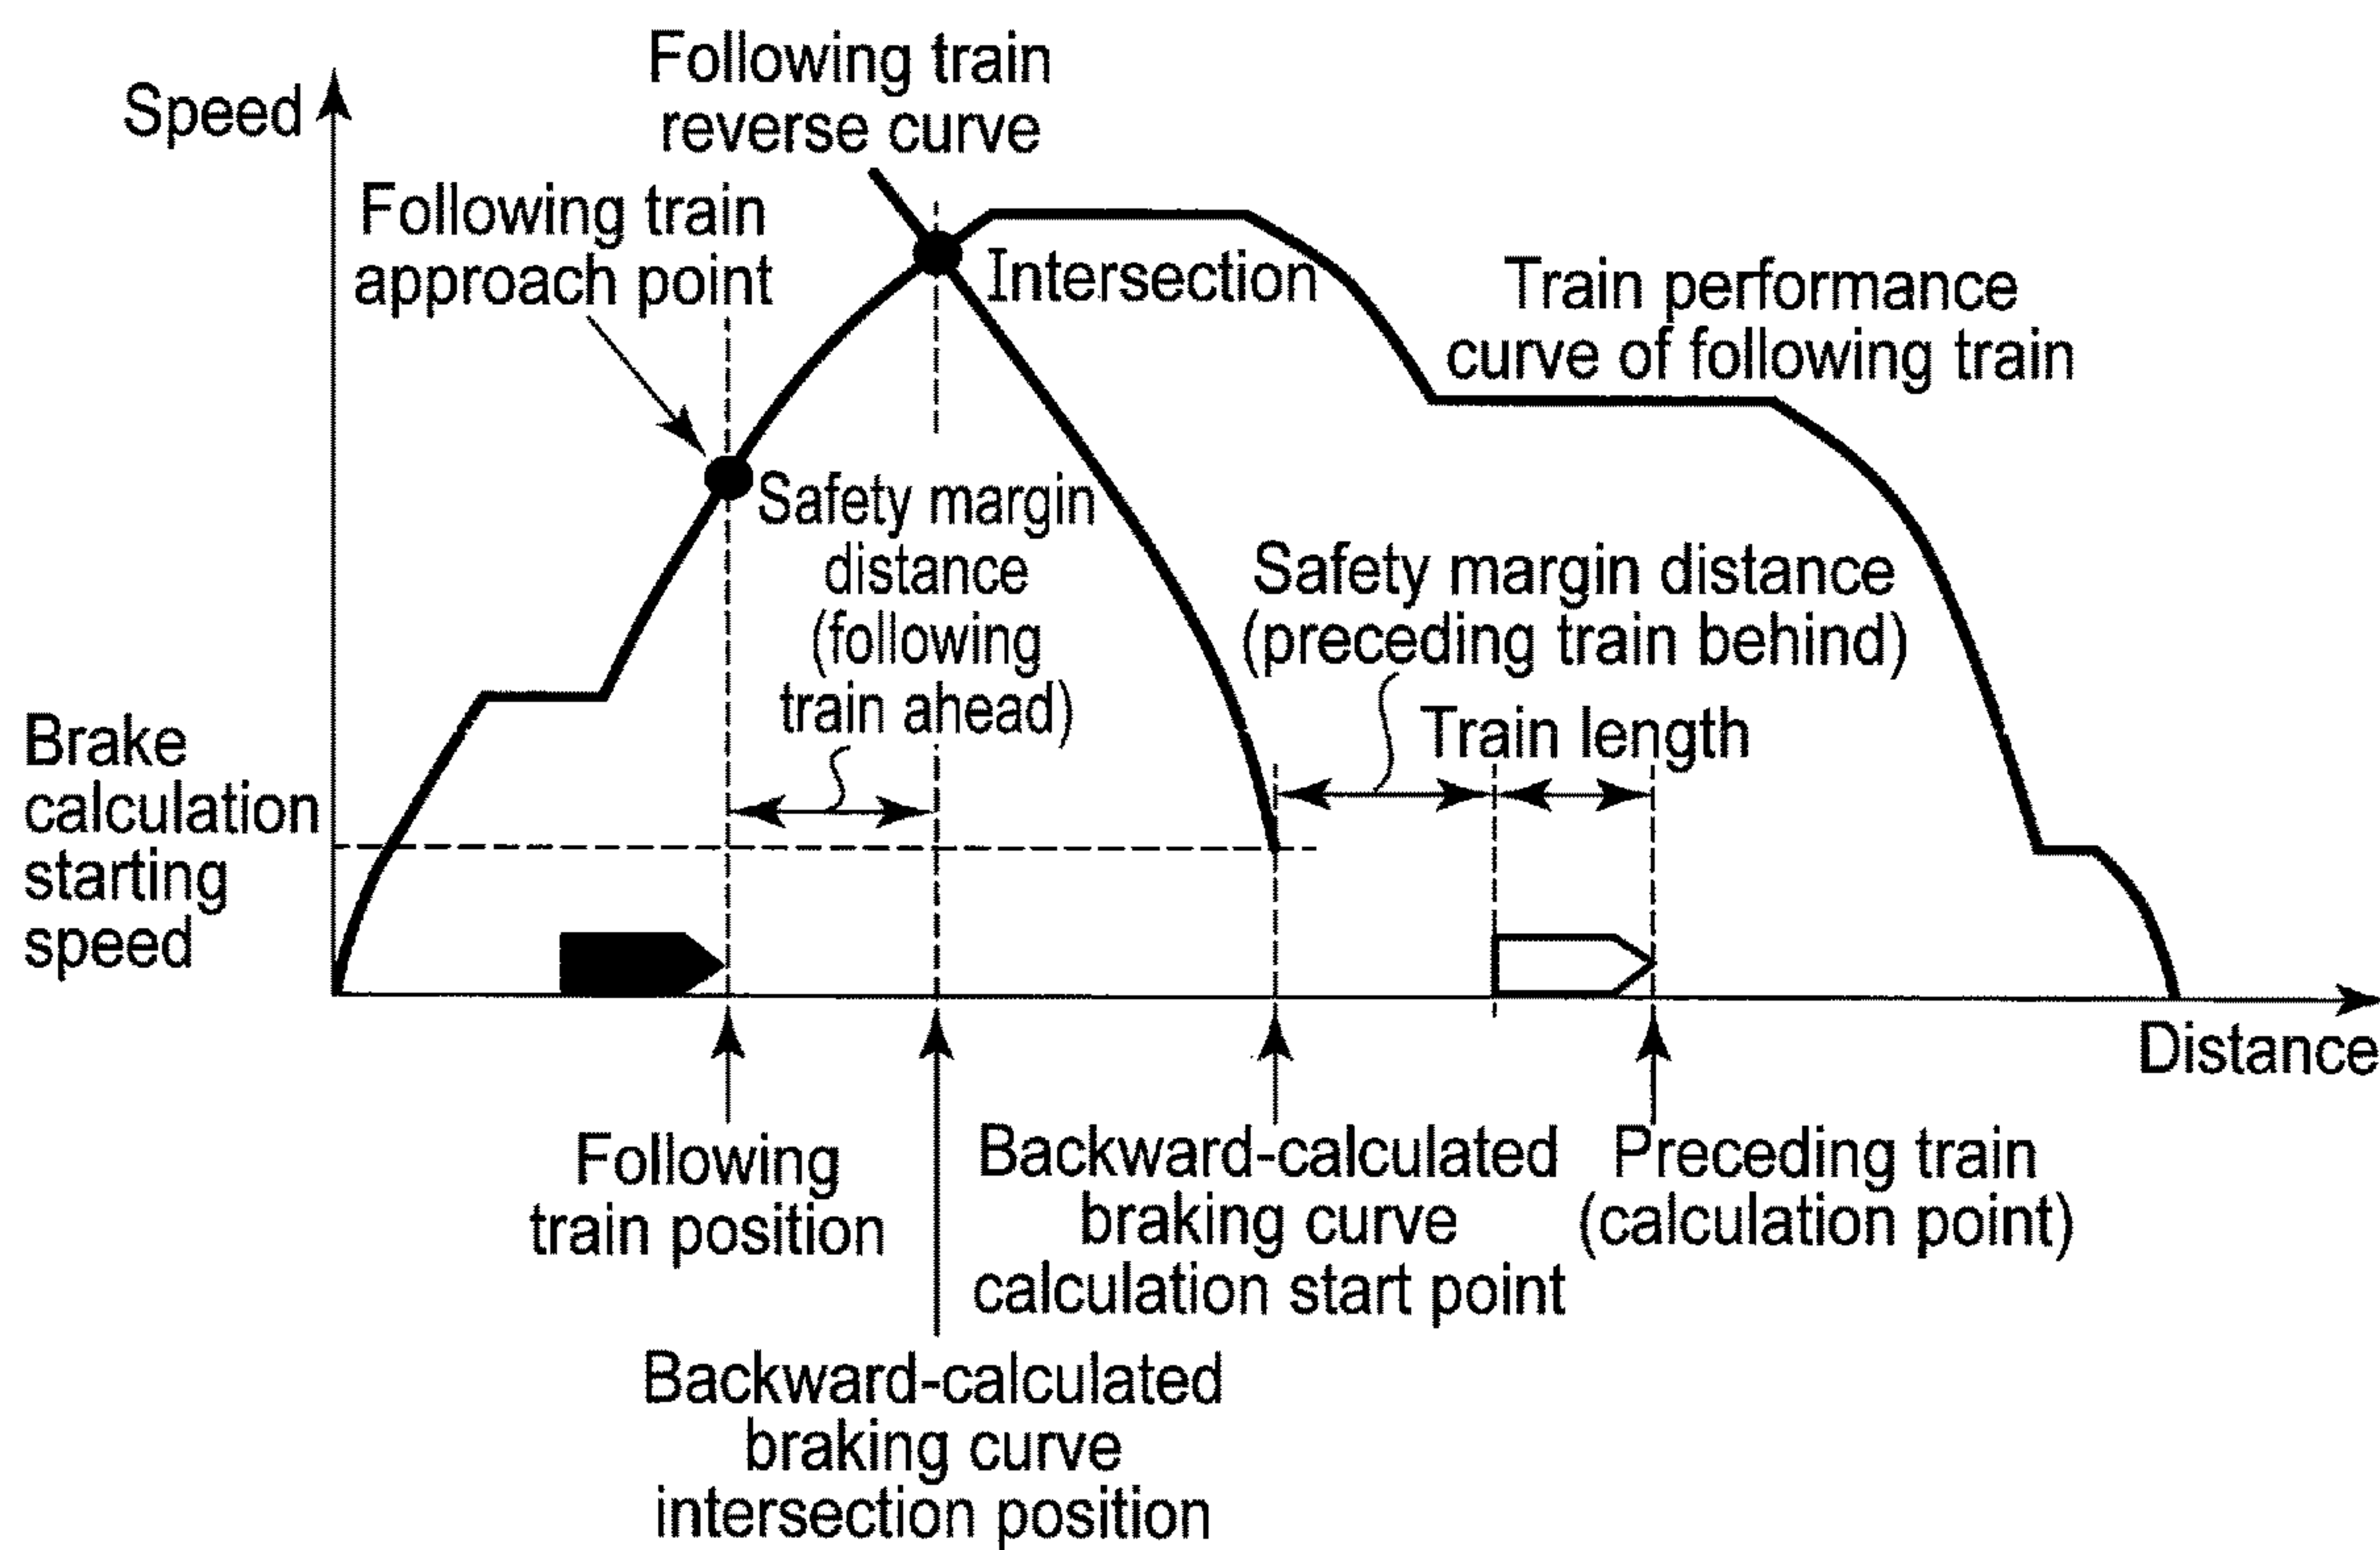 Following train
reverse curve
Speed
Following train
approach point
Intersection
Train performance
curve of following train
Safety margin
distance
(following
train ahead)
Safety margin distance
(preceding train behind)
Train length
Brake
calculation
starting
speed
Distance
Following
train position
Backward-calculated
braking curve
calculation start point
Preceding train
(calculation point)
Backward-calculated
braking curve
intersection position